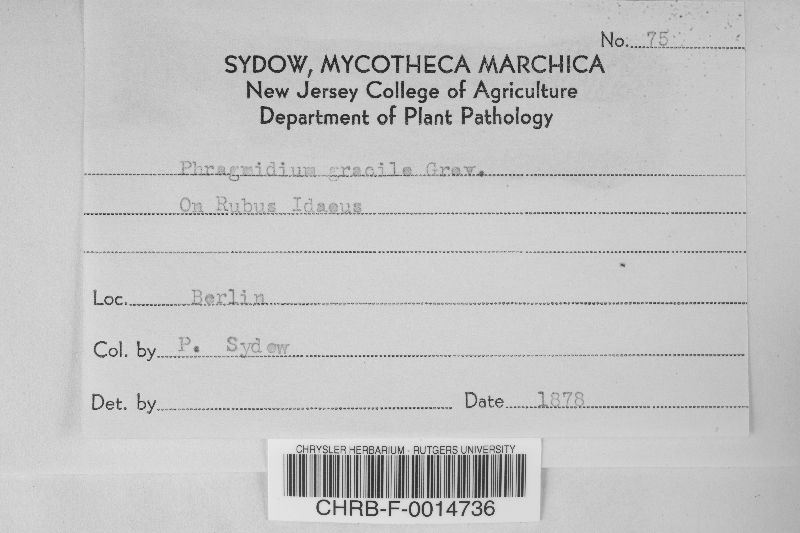 No. 75
SYDOW, MYCOTHECA MARCHICA
New Jersey College of Agriculture
Department of Plant Pathology
Phragmidium gracile Grev.
On Rubus Idaeus
Loc. Berlin
Col. by P. Sydow
Det. by Date 1878
CHRYSLER HERBARIUM - RUTGERS UNIVERSITY
CHRB-F-0014736